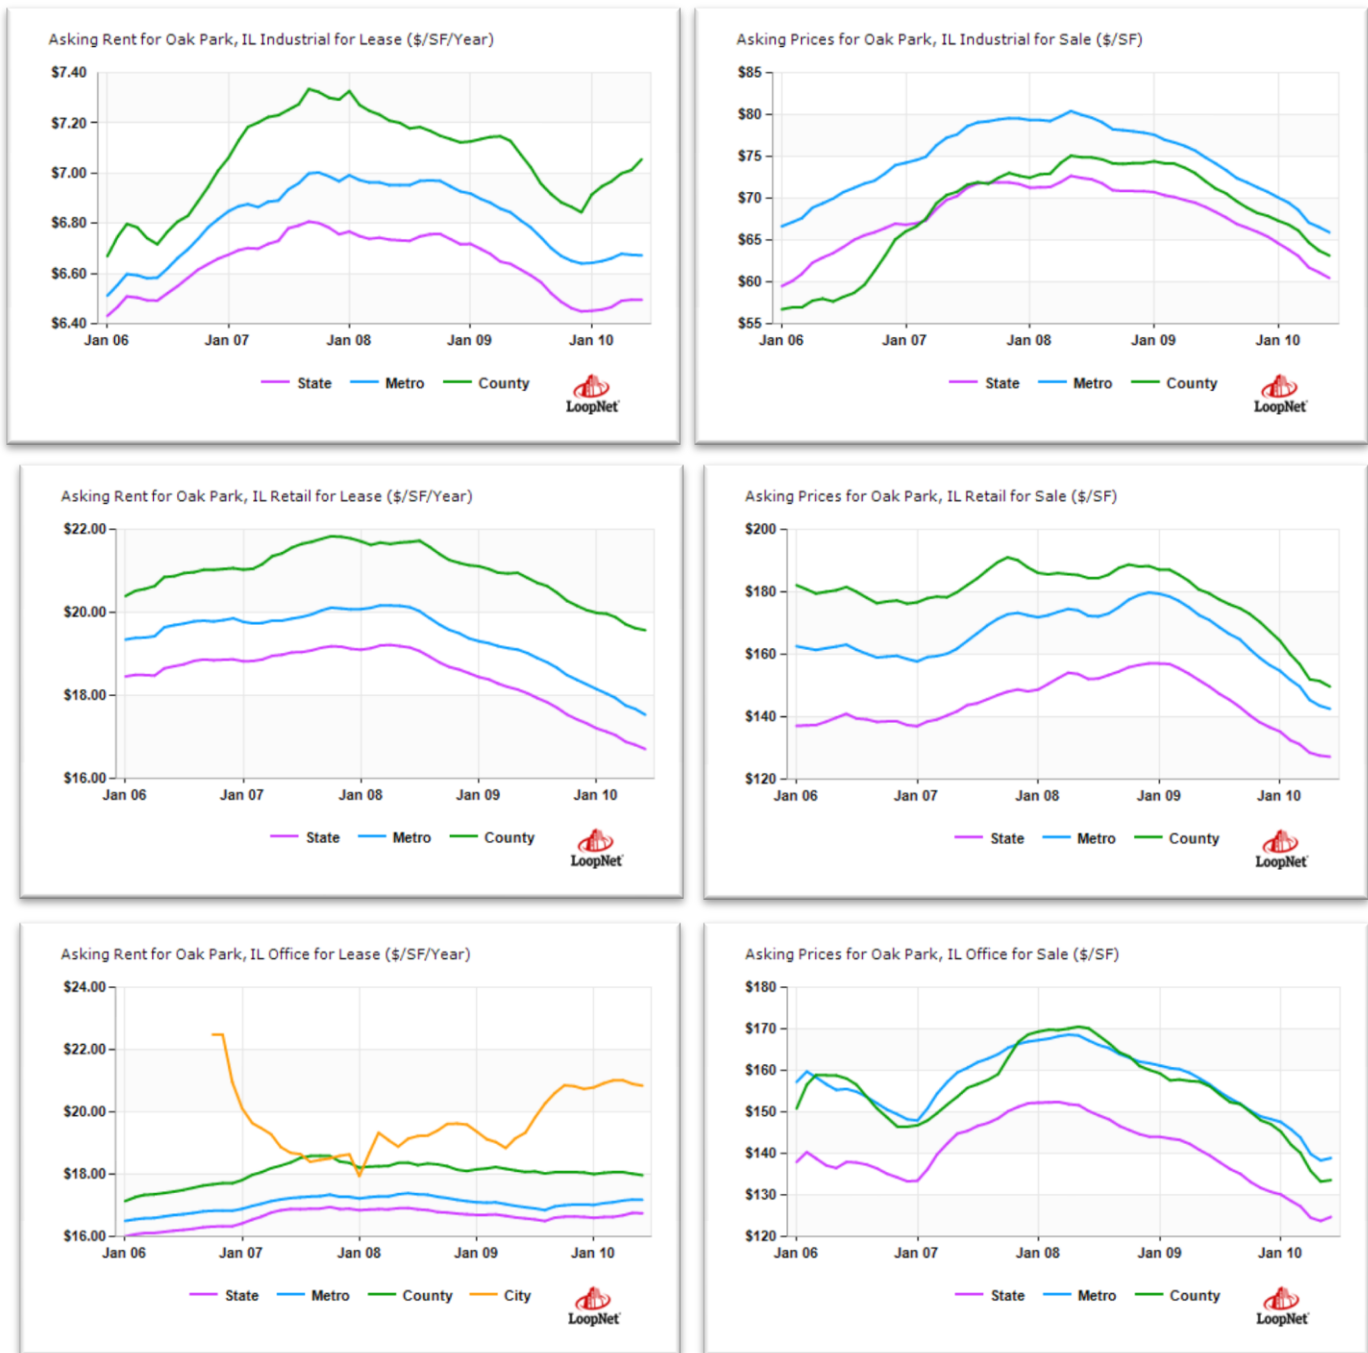 Asking Rent for Oak Park, IL Industrial for Lease ($/SF/Year)
$7.40
$7.20
$7.00
$6.80
$6.60
$6.40
Jan 06 Jan 07 Jan 08 Jan 09 Jan 10
State Metro County
LoopNet
Asking Prices for Oak Park, IL Industrial for Sale ($/SF)
$85
$80
$75
$70
$65
$60
$55
Jan 06 Jan 07 Jan 08 Jan 09 Jan 10
State Metro County
LoopNet
Asking Rent for Oak Park, IL Retail for Lease ($/SF/Year)
$22.00
$20.00
$18.00
$16.00
Jan 06 Jan 07 Jan 08 Jan 09 Jan 10
State Metro County
LoopNet
Asking Prices for Oak Park, IL Retail for Sale ($/SF)
$200
$180
$160
$140
$120
Jan 06 Jan 07 Jan 08 Jan 09 Jan 10
State Metro County
LoopNet
Asking Rent for Oak Park, IL Office for Lease ($/SF/Year)
$24.00
$22.00
$20.00
$18.00
$16.00
Jan 06 Jan 07 Jan 08 Jan 09 Jan 10
State Metro County City
LoopNet
Asking Prices for Oak Park, IL Office for Sale ($/SF)
$180
$170
$160
$150
$140
$130
$120
Jan 06 Jan 07 Jan 08 Jan 09 Jan 10
State Metro County
LoopNet